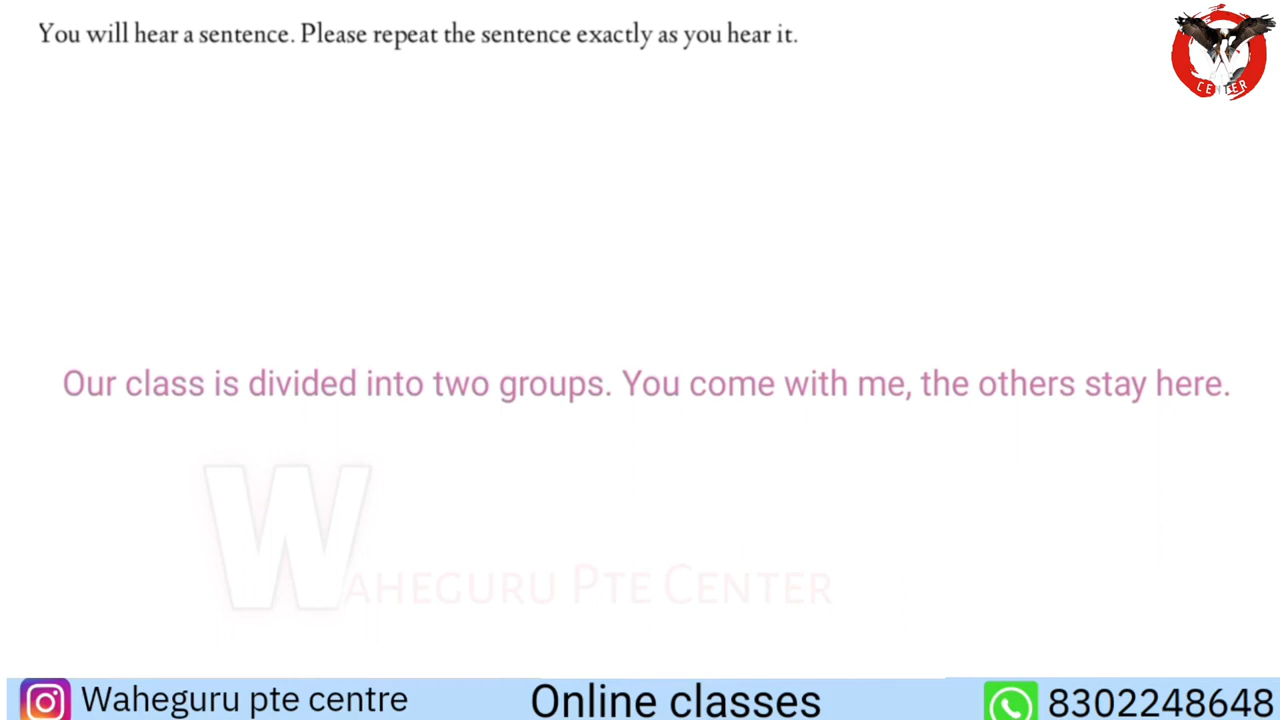 You will hear a sentence. Please repeat the sentence exactly as you hear it.
CENTER
Our class is divided into two groups. You come with me, the others stay here.
WAHEGURU PTE CENTER
Waheguru pte centre Online classes 8302248648